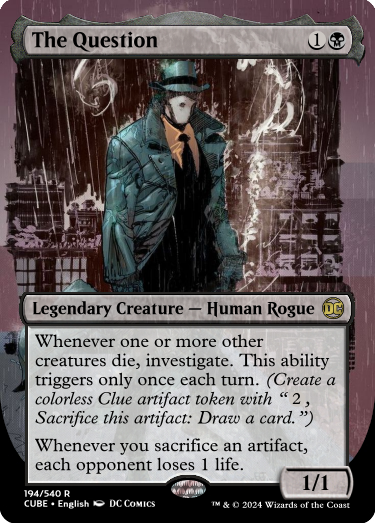 The Question 1
Legendary Creature — Human Rogue DC
Whenever one or more other
creatures die, investigate. This ability
triggers only once each turn. (Create a
colorless Clue artifact token with “ 2 ,
Sacrifice this artifact: Draw a card.”)
Whenever you sacrifice an artifact,
each opponent loses 1 life.
1/1
194/540 R
CUBE • English DC COMICS
™ & © 2024 Wizards of the Coast